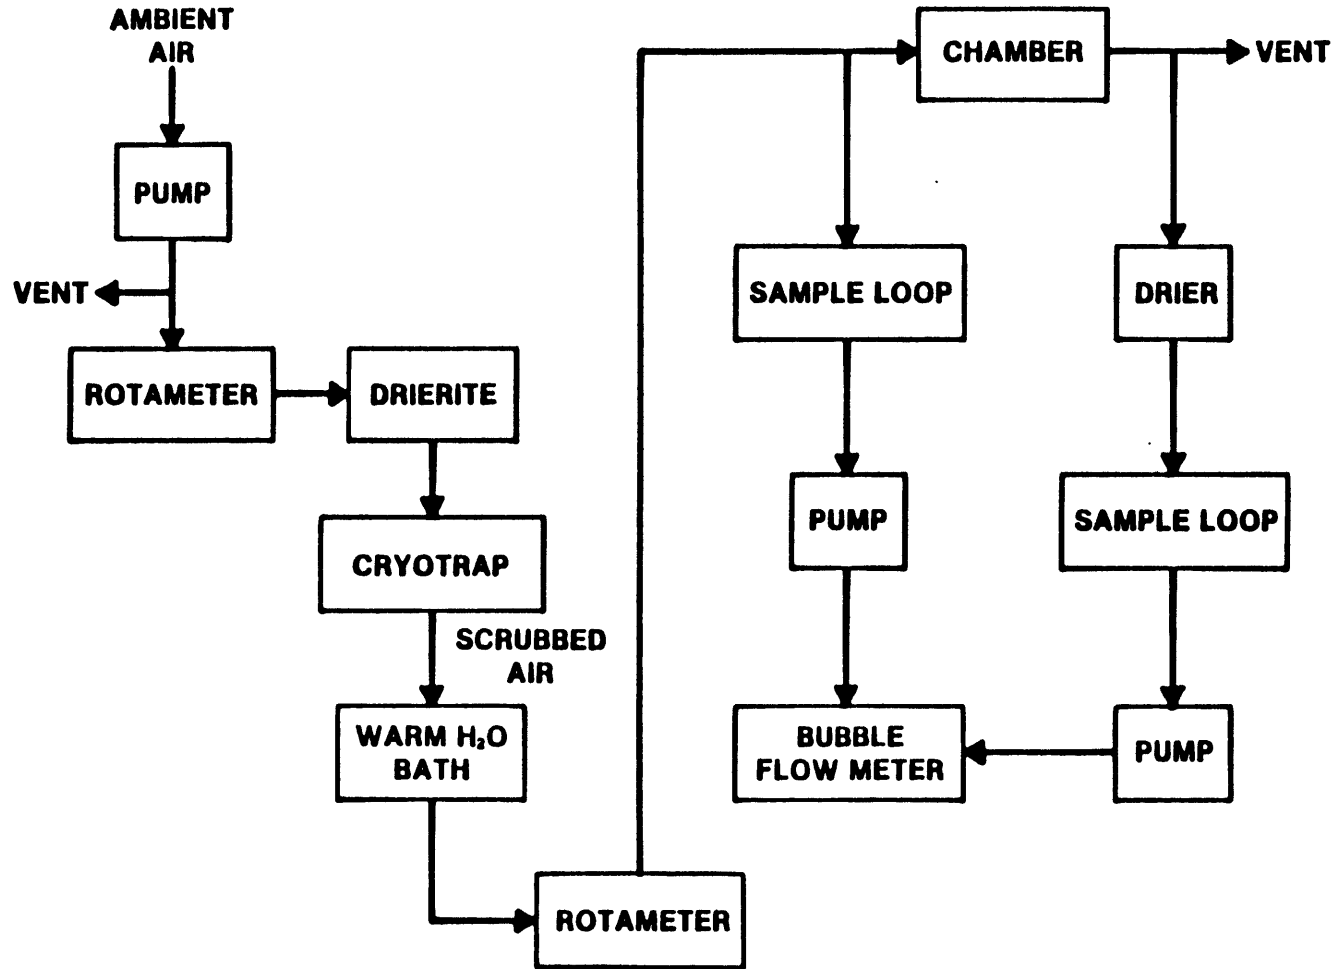 AMBIENT
AIR
PUMP
VENT
ROTAMETER
DRIERITE
CRYOTRAP
SCRUBBED
AIR
WARM H₂O
BATH
ROTAMETER
CHAMBER
VENT
SAMPLE LOOP
DRIER
PUMP
SAMPLE LOOP
BUBBLE
FLOW METER
PUMP